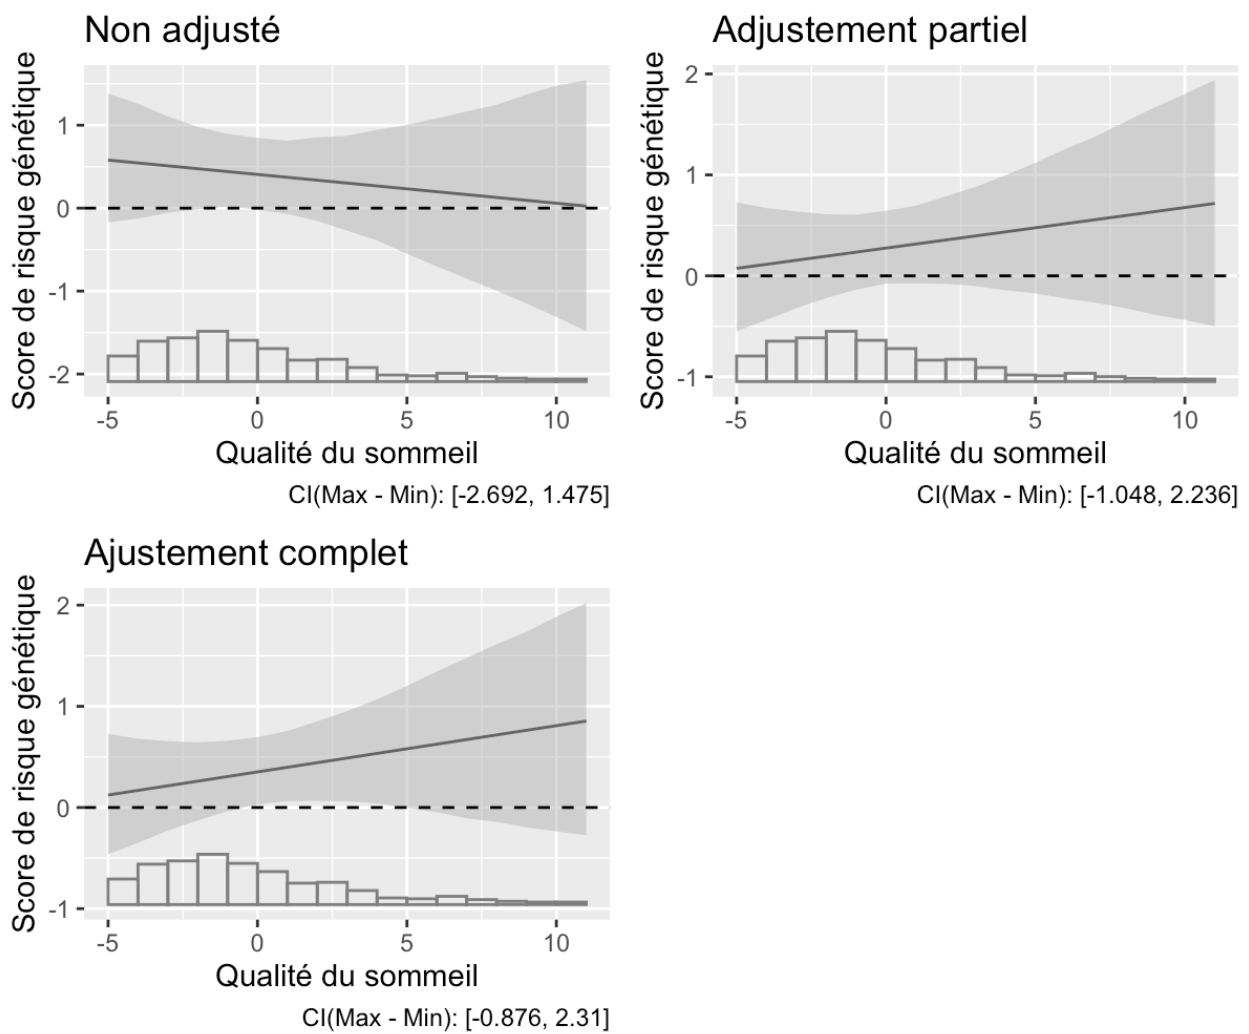 Non adjusté
Score de risque génétique
1
0
-1
-2
-5 0 5 10
Qualité du sommeil
CI(Max - Min): [-2.692, 1.475]
Adjustement partiel
Score de risque génétique
2
1
0
-1
-5 0 5 10
Qualité du sommeil
CI(Max - Min): [-1.048, 2.236]
Ajustement complet
Score de risque génétique
2
1
0
-1
-5 0 5 10
Qualité du sommeil
CI(Max - Min): [-0.876, 2.31]